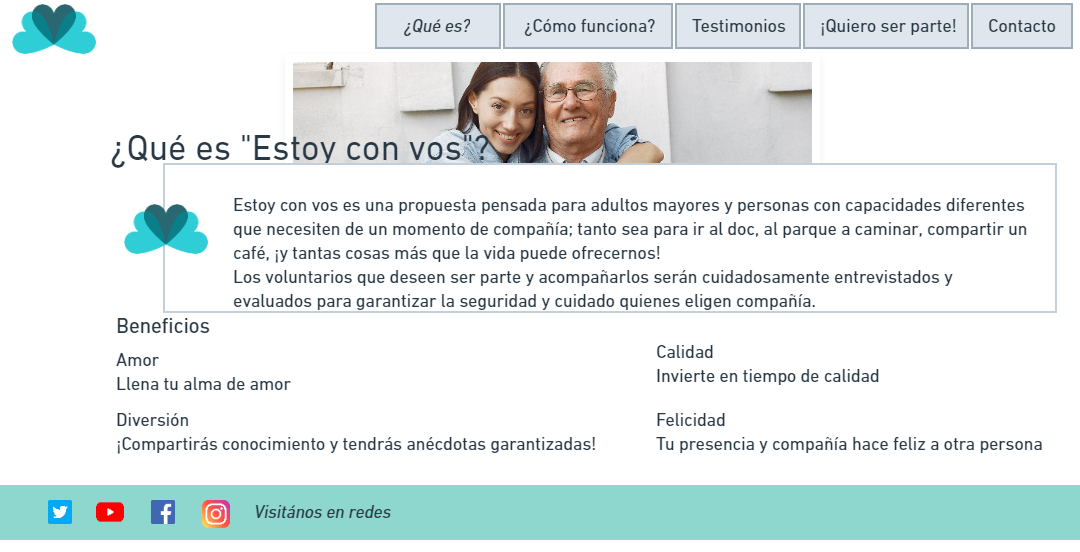 ¿Qué es?
¿Cómo funciona?
Testimonios
¡Quiero ser parte!
Contacto
¿Qué es "Estoy con vos"?
Estoy con vos es una propuesta pensada para adultos mayores y personas con capacidades diferentes
que necesiten de un momento de compañía; tanto sea para ir al doc, al parque a caminar, compartir un
café, ¡y tantas cosas más que la vida puede ofrecernos!
Los voluntarios que deseen ser parte y acompañarlos serán cuidadosamente entrevistados y
evaluados para garantizar la seguridad y cuidado quienes eligen compañía.
Beneficios
Amor
Llena tu alma de amor
Calidad
Invierte en tiempo de calidad
Diversión
¡Compartirás conocimiento y tendrás anécdotas garantizadas!
Felicidad
Tu presencia y compañía hace feliz a otra persona
Visitános en redes